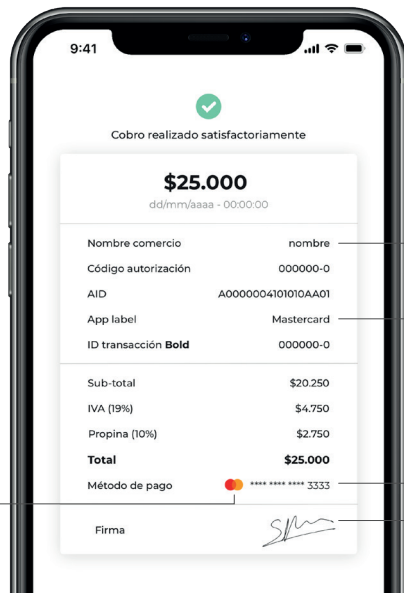 9:41
Cobro realizado satisfactoriamente
$25.000
dd/mm/aaaa - 00:00:00
Nombre comercio nombre
Código autorización 000000-0
AID A0000004101010AA01
App label Mastercard
ID transacción Bold 000000-0
Sub-total $20.250
IVA (19%) $4.750
Propina (10%) $2.750
Total $25.000
Método de pago **** **** **** 3333
Firma